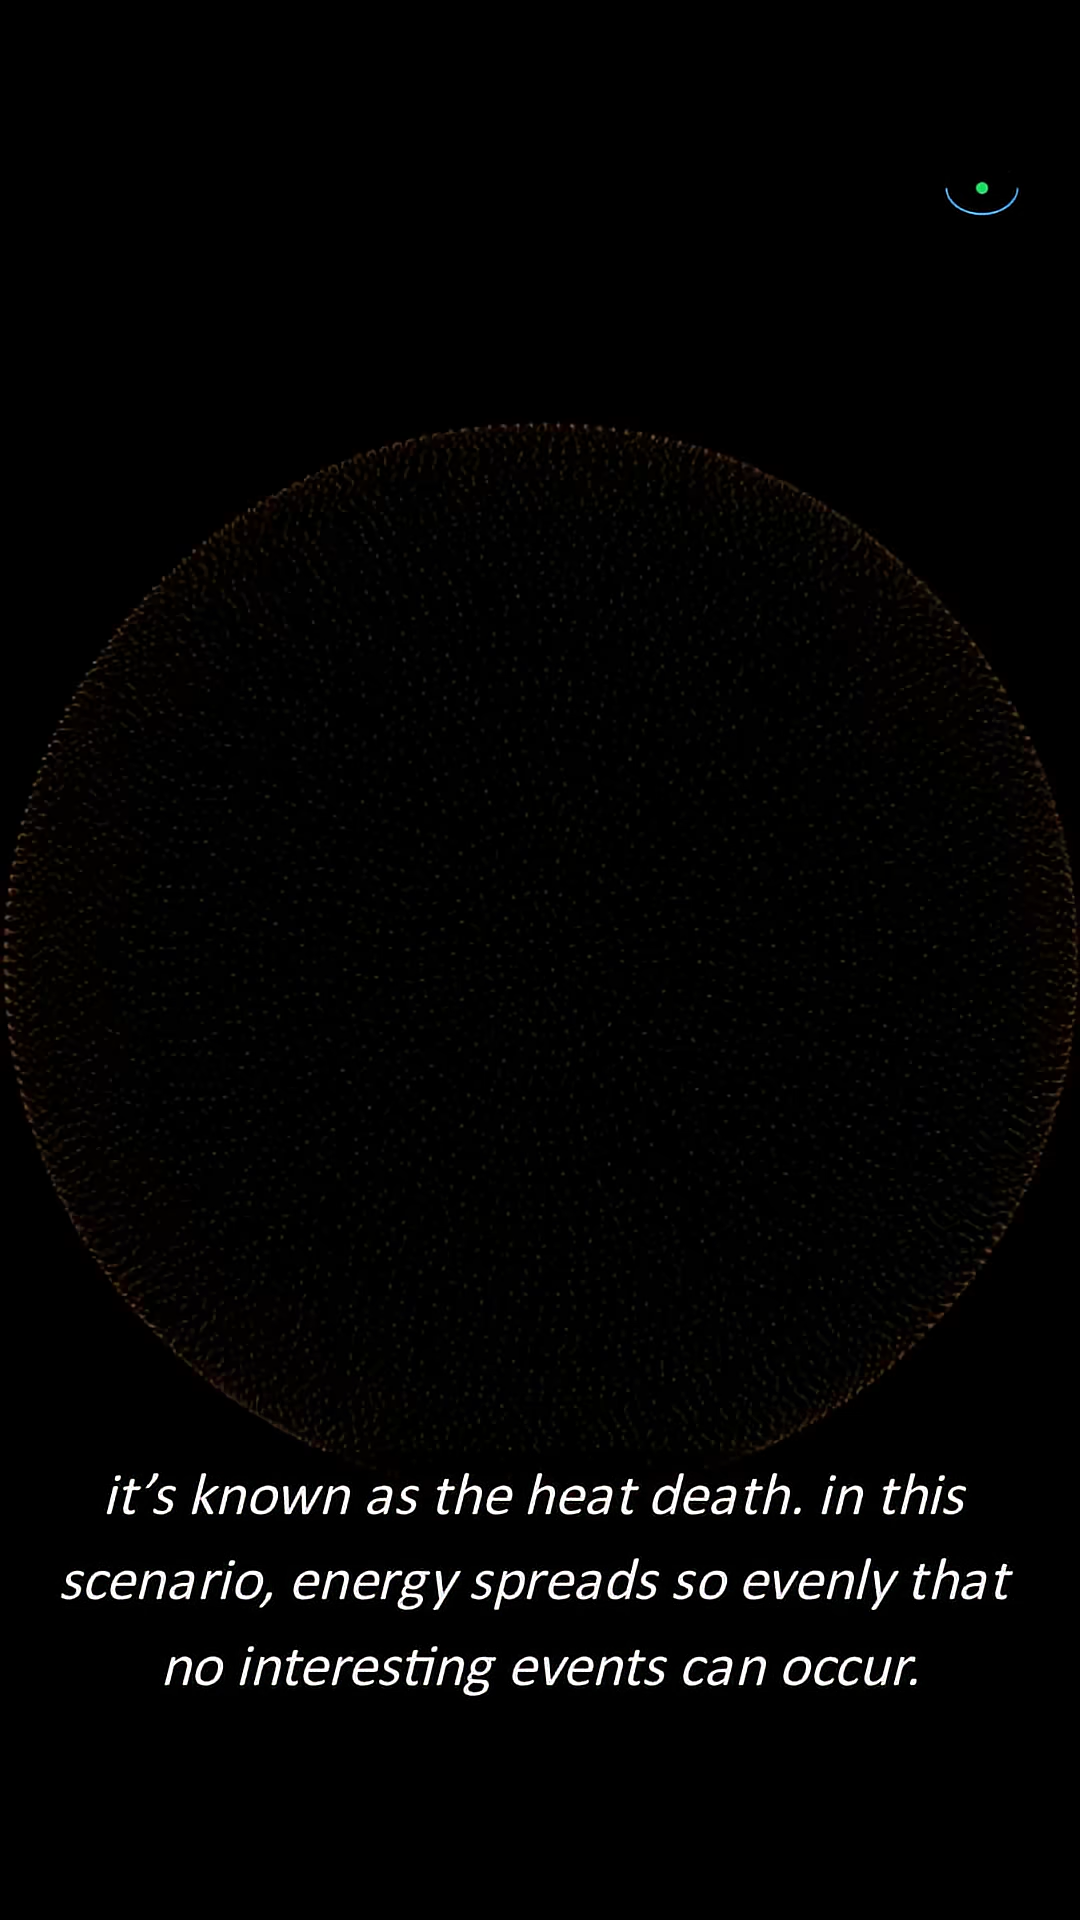 it’s known as the heat death. in this
scenario, energy spreads so evenly that
no interesting events can occur.